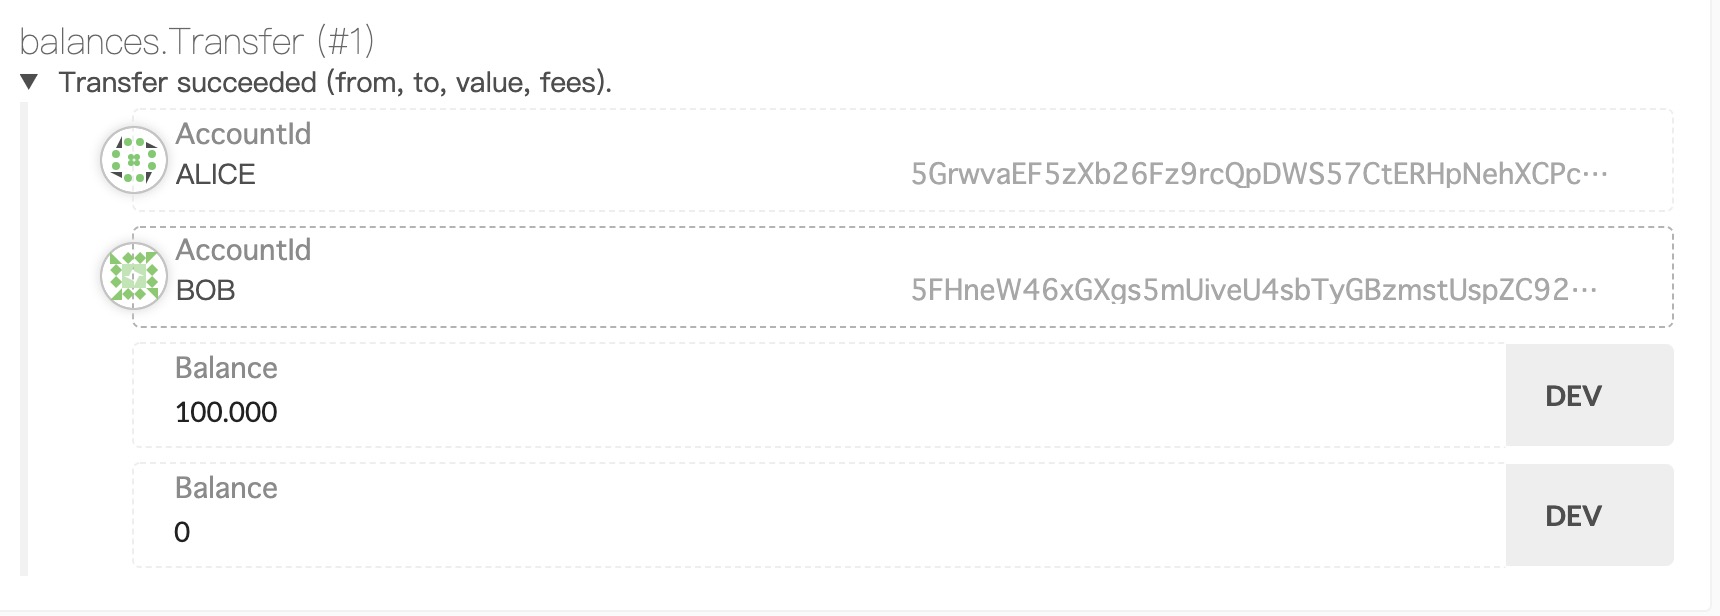 balances.Transfer (#1)
▼ Transfer succeeded (from, to, value, fees).
AccountId
ALICE 5GrwvaEF5zXb26Fz9rcQpDWS57CtERHpNehXCPc…
AccountId
BOB 5FHneW46xGXgs5mUiveU4sbTyGBzmstUspZC92…
Balance
100.000 DEV
Balance
0 DEV